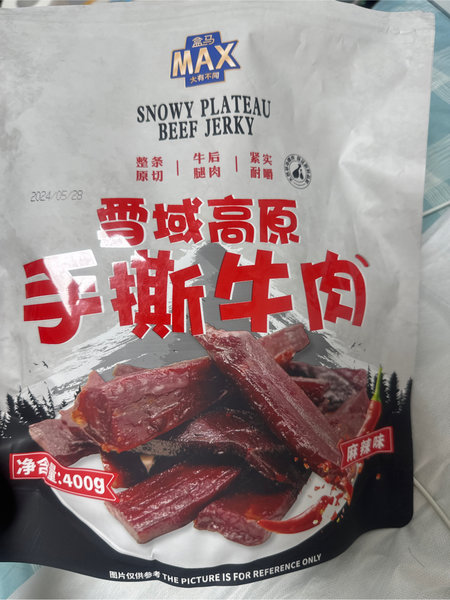 盒马
MAX
大有不同
SNOWY PLATEAU
BEEF JERKY
整条 牛后 紧实
原切 腿肉 耐嚼
2024/05/28
雪域高原
手撕牛肉
麻辣味
净含量:400g
图片仅供参考 THE PICTURE IS FOR REFERENCE ONLY